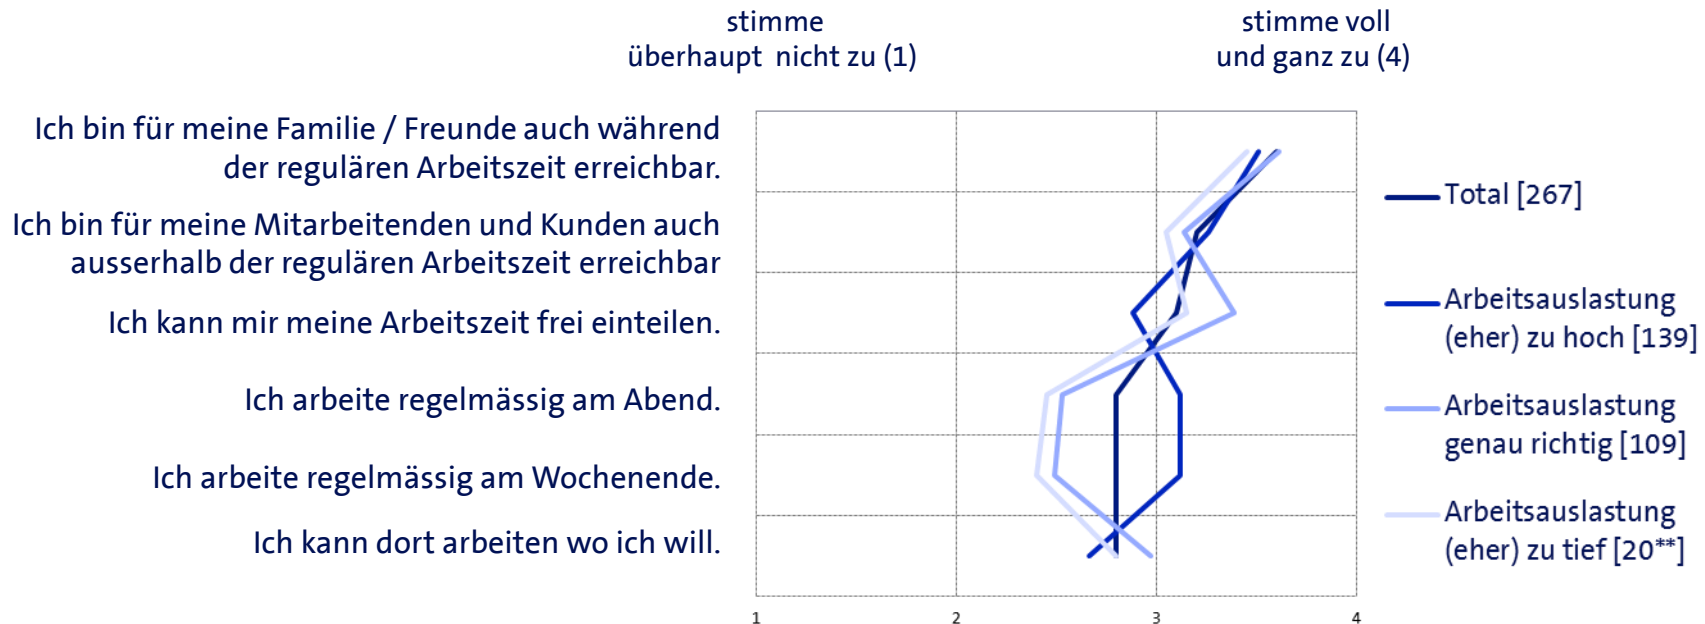 stimme
überhaupt nicht zu (1)
stimme voll
und ganz zu (4)
Ich bin für meine Familie / Freunde auch während
der regulären Arbeitszeit erreichbar.
Ich bin für meine Mitarbeitenden und Kunden auch
ausserhalb der regulären Arbeitszeit erreichbar
Ich kann mir meine Arbeitszeit frei einteilen.
Ich arbeite regelmässig am Abend.
Ich arbeite regelmässig am Wochenende.
Ich kann dort arbeiten wo ich will.
Total [267]
Arbeitsauslastung
(eher) zu hoch [139]
Arbeitsauslastung
genau richtig [109]
Arbeitsauslastung
(eher) zu tief [20**]
1 2 3 4